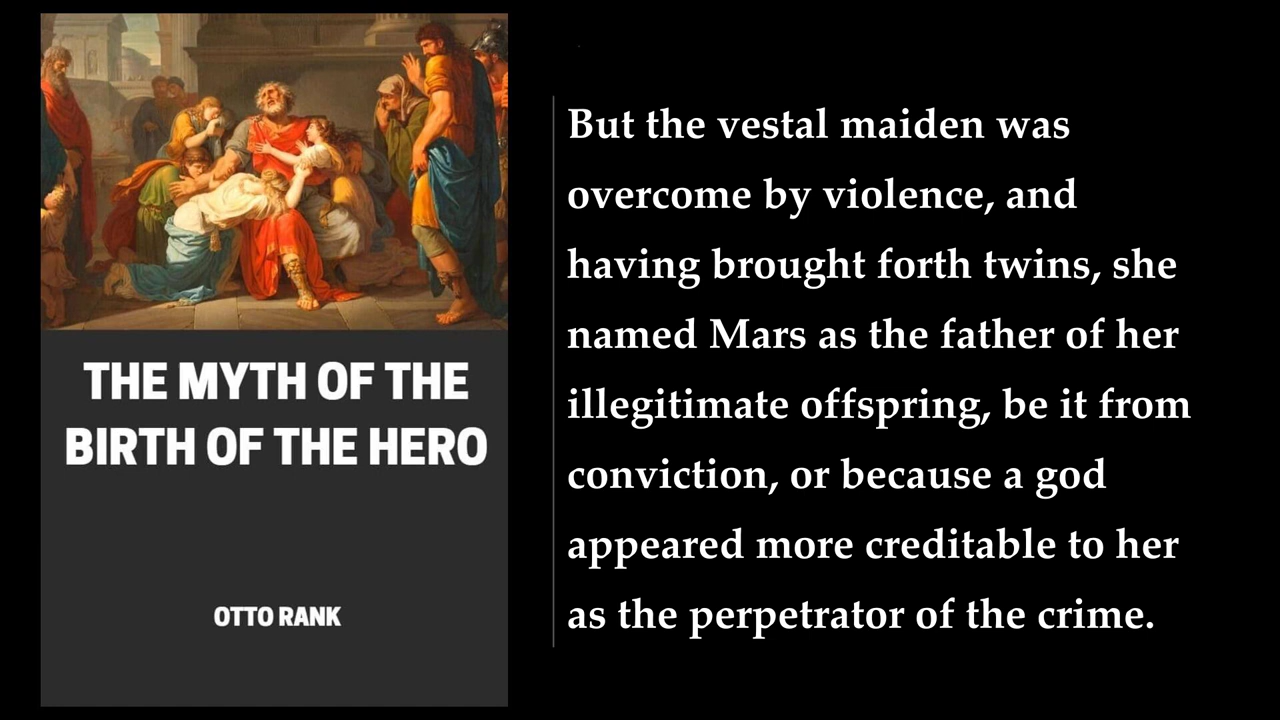 THE MYTH OF THE
BIRTH OF THE HERO
OTTO RANK
But the vestal maiden was
overcome by violence, and
having brought forth twins, she
named Mars as the father of her
illegitimate offspring, be it from
conviction, or because a god
appeared more creditable to her
as the perpetrator of the crime.